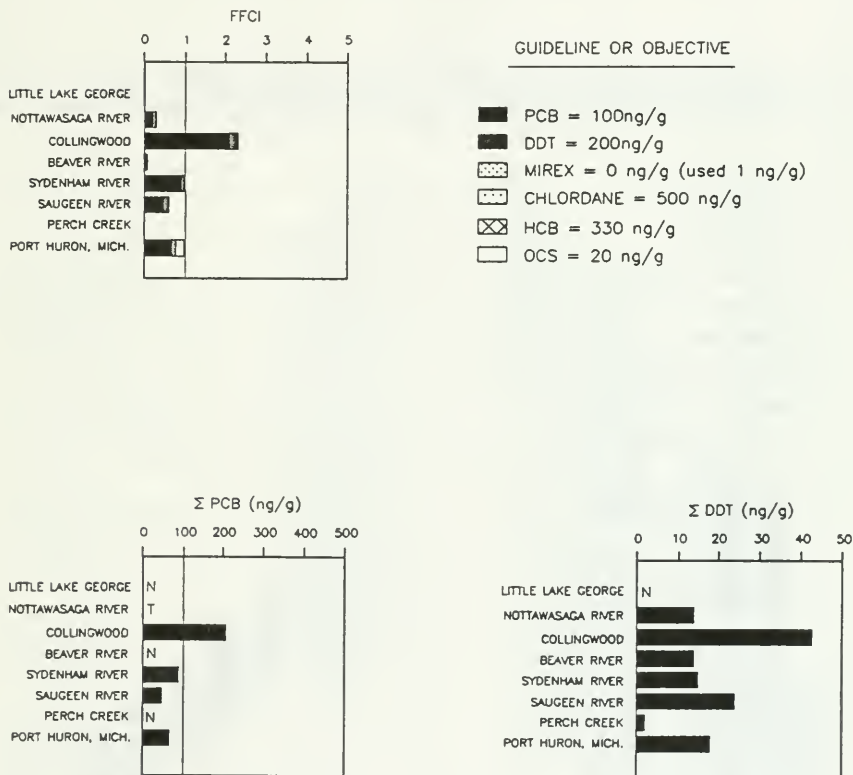 FFCI
0 1 2 3 4 5
LITTLE LAKE GEORGE
NOTTAWASAGA RIVER
COLLINGWOOD
BEAVER RIVER
SYDENHAM RIVER
SAUGEEN RIVER
PERCH CREEK
PORT HURON, MICH.
GUIDELINE OR OBJECTIVE
PCB = 100ng/g
DDT = 200ng/g
MIREX = 0 ng/g (used 1 ng/g)
CHLORDANE = 500 ng/g
HCB = 330 ng/g
OCS = 20 ng/g
Σ PCB (ng/g)
0 100 200 300 400 500
LITTLE LAKE GEORGE N
NOTTAWASAGA RIVER T
COLLINGWOOD
BEAVER RIVER N
SYDENHAM RIVER
SAUGEEN RIVER
PERCH CREEK N
PORT HURON, MICH.
Σ DDT (ng/g)
0 10 20 30 40 50
LITTLE LAKE GEORGE N
NOTTAWASAGA RIVER
COLLINGWOOD
BEAVER RIVER
SYDENHAM RIVER
SAUGEEN RIVER
PERCH CREEK
PORT HURON, MICH.